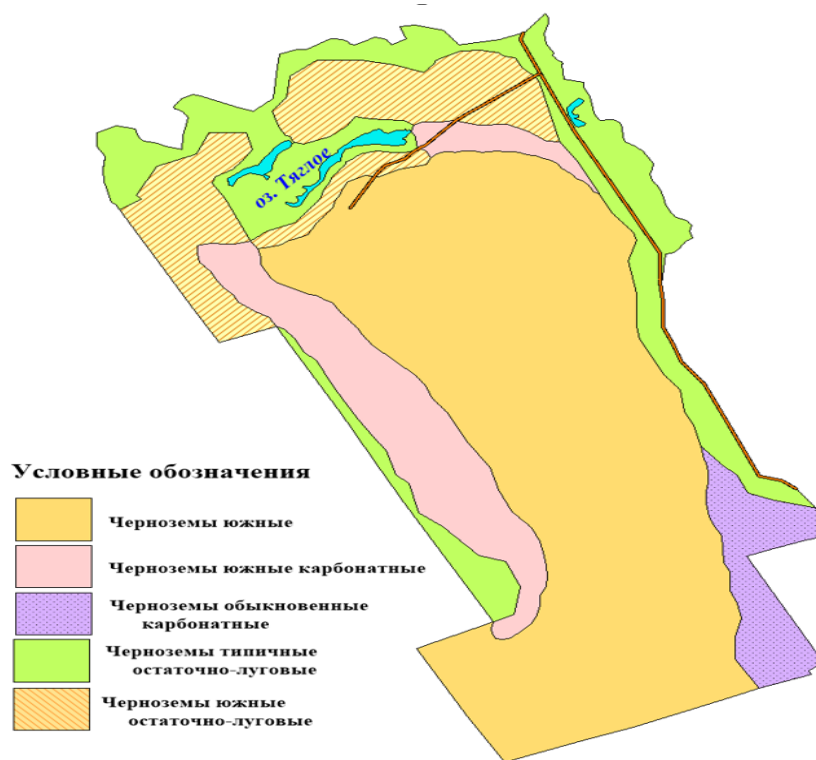 оз. Тяглое
Условные обозначения
Черноземы южные
Черноземы южные карбонатные
Черноземы обыкновенные
карбонатные
Черноземы типичные
остаточно-луговые
Черноземы южные
остаточно-луговые